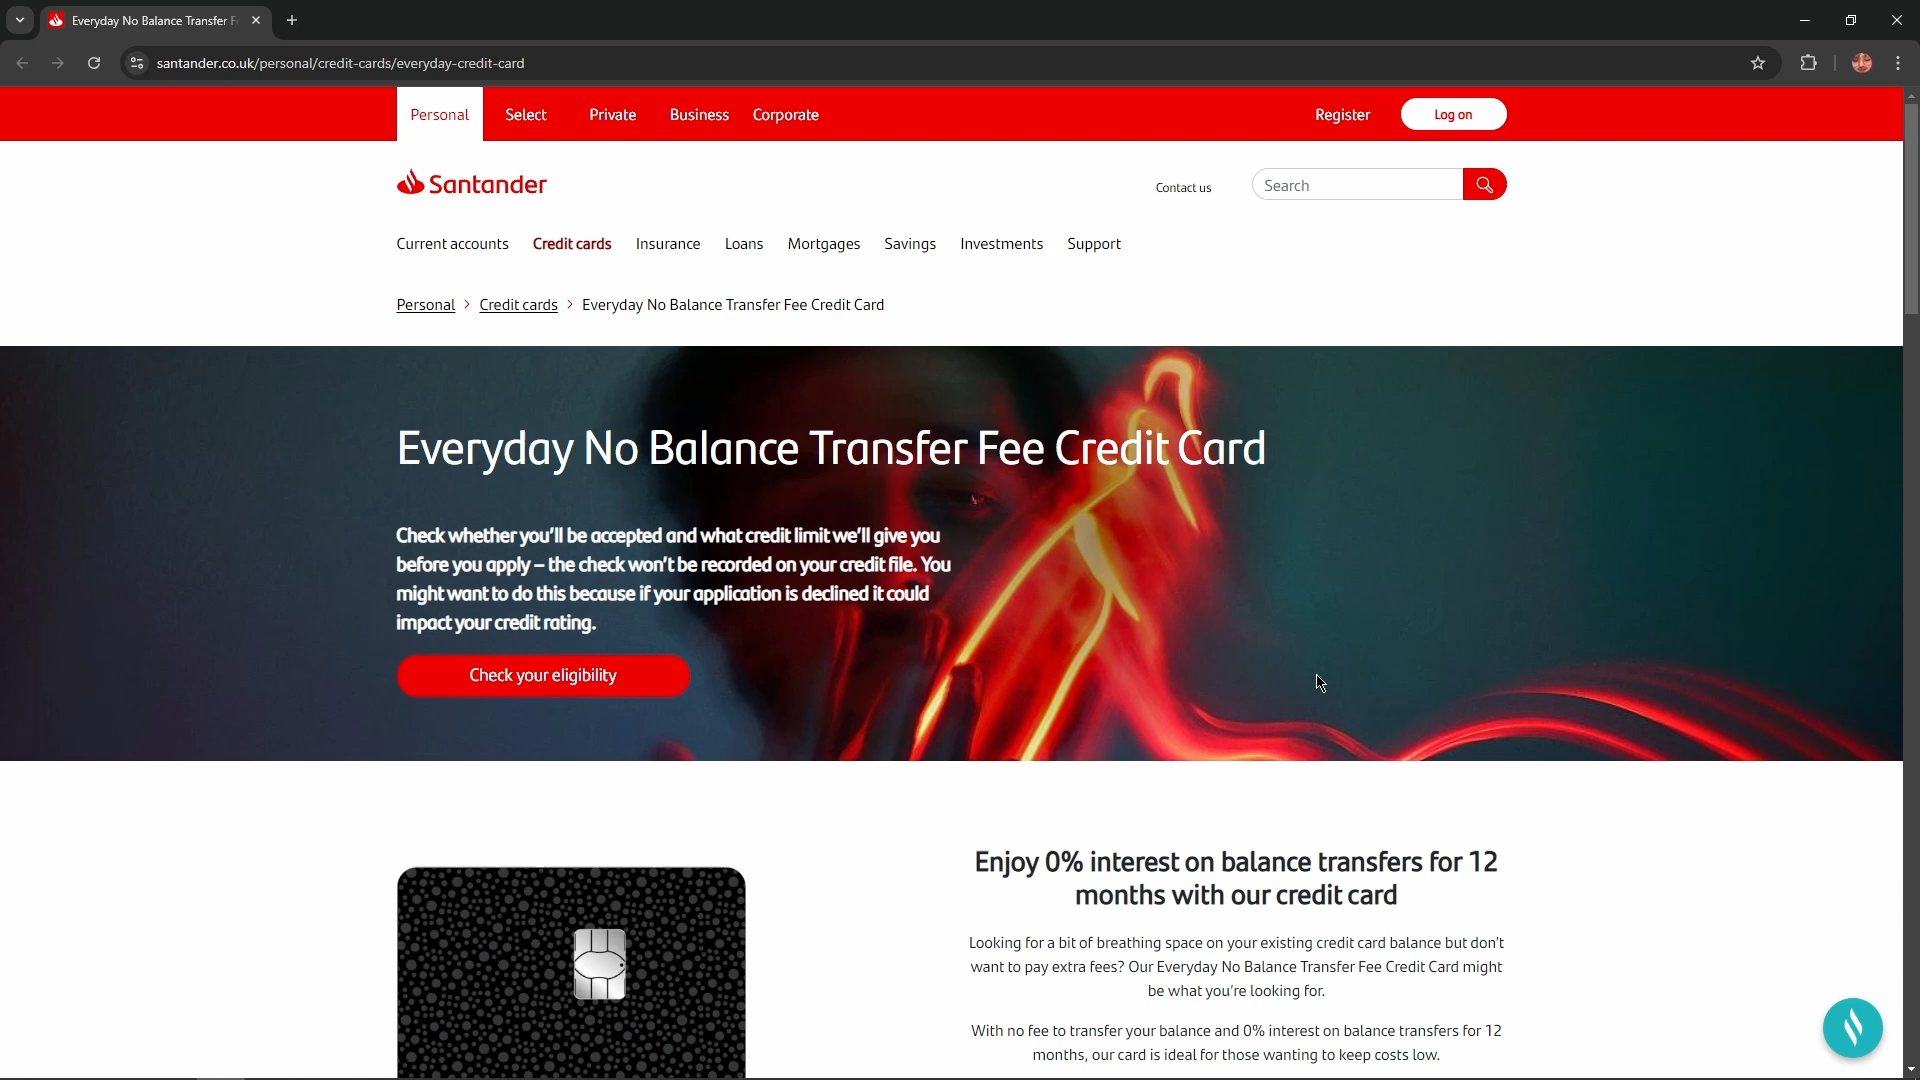 Everyday No Balance Transfer F
santander.co.uk/personal/credit-cards/everyday-credit-card
Personal Select Private Business Corporate Register Log on
Santander
Contact us Search
Current accounts Credit cards Insurance Loans Mortgages Savings Investments Support
Personal > Credit cards > Everyday No Balance Transfer Fee Credit Card
Everyday No Balance Transfer Fee Credit Card
Check whether you'll be accepted and what credit limit we'll give you
before you apply – the check won't be recorded on your credit file. You
might want to do this because if your application is declined it could
impact your credit rating.
Check your eligibility
Enjoy 0% interest on balance transfers for 12
months with our credit card
Looking for a bit of breathing space on your existing credit card balance but don't
want to pay extra fees? Our Everyday No Balance Transfer Fee Credit Card might
be what you're looking for.
With no fee to transfer your balance and 0% interest on balance transfers for 12
months, our card is ideal for those wanting to keep costs low.